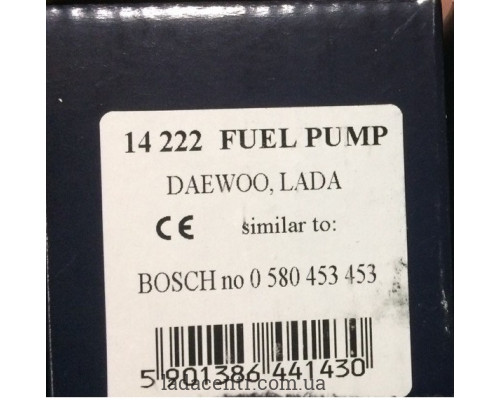 14 222 FUEL PUMP
DAEWOO, LADA
CE similar to:
BOSCH no 0 580 453 453
5 901386 441430
ladacentr.com.ua